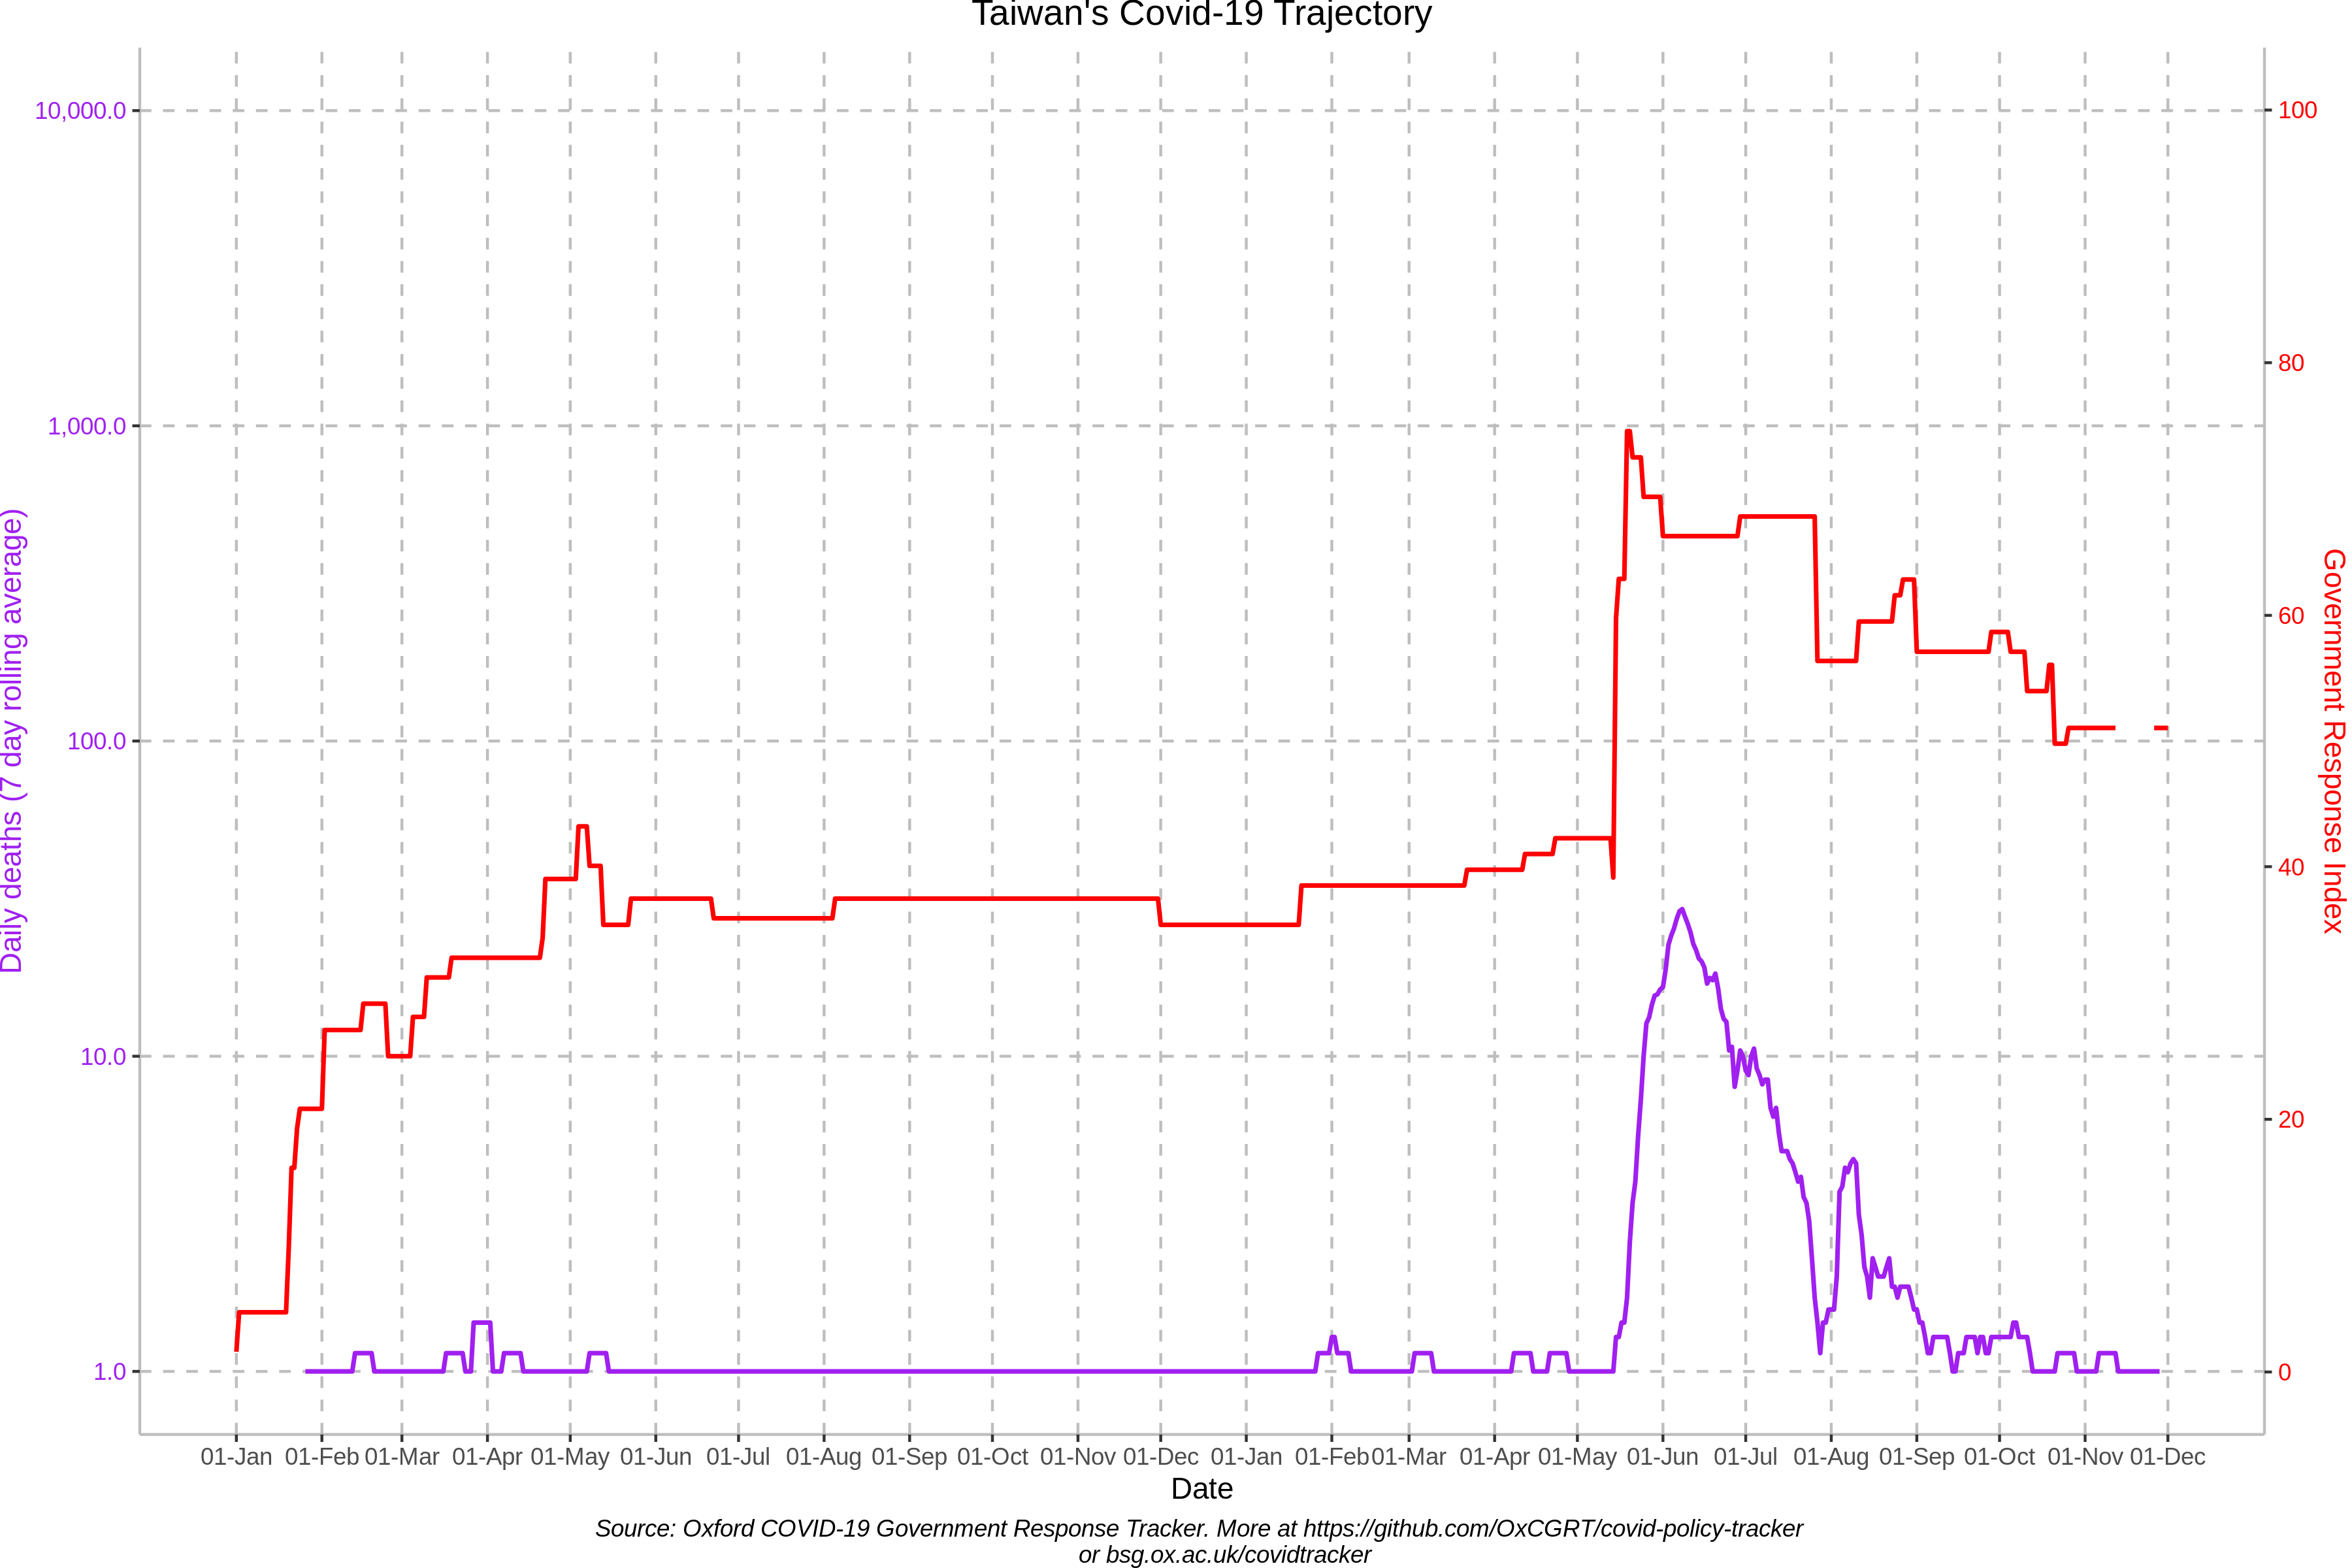 Taiwan's Covid-19 Trajectory
10,000.0
1,000.0
100.0
10.0
1.0
Daily deaths (7 day rolling average)
100
80
60
40
20
0
Government Response Index
01-Jan 01-Feb 01-Mar 01-Apr 01-May 01-Jun 01-Jul 01-Aug 01-Sep 01-Oct 01-Nov 01-Dec 01-Jan 01-Feb 01-Mar 01-Apr 01-May 01-Jun 01-Jul 01-Aug 01-Sep 01-Oct 01-Nov 01-Dec
Date
Source: Oxford COVID-19 Government Response Tracker. More at https://github.com/OxCGRT/covid-policy-tracker
or bsg.ox.ac.uk/covidtracker